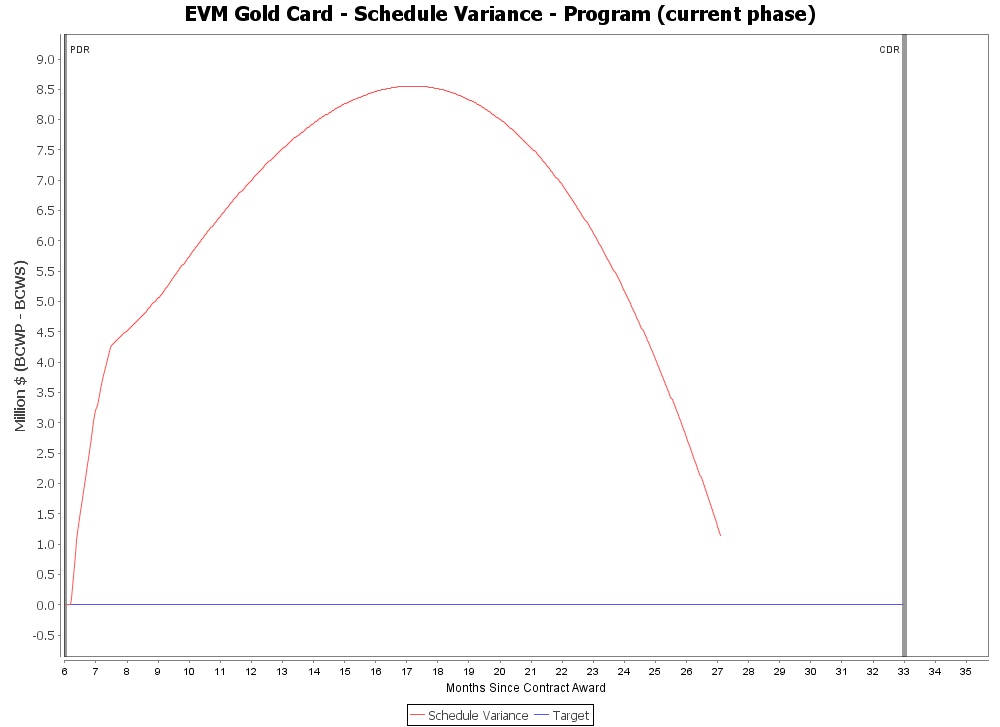 EVM Gold Card - Schedule Variance - Program (current phase)
PDR
CDR
9.0
8.5
8.0
7.5
7.0
6.5
6.0
5.5
5.0
4.5
4.0
3.5
3.0
2.5
2.0
1.5
1.0
0.5
0.0
-0.5
Million $ (BCWP - BCWS)
6 7 8 9 10 11 12 13 14 15 16 17 18 19 20 21 22 23 24 25 26 27 28 29 30 31 32 33 34 35
Months Since Contract Award
Schedule Variance Target